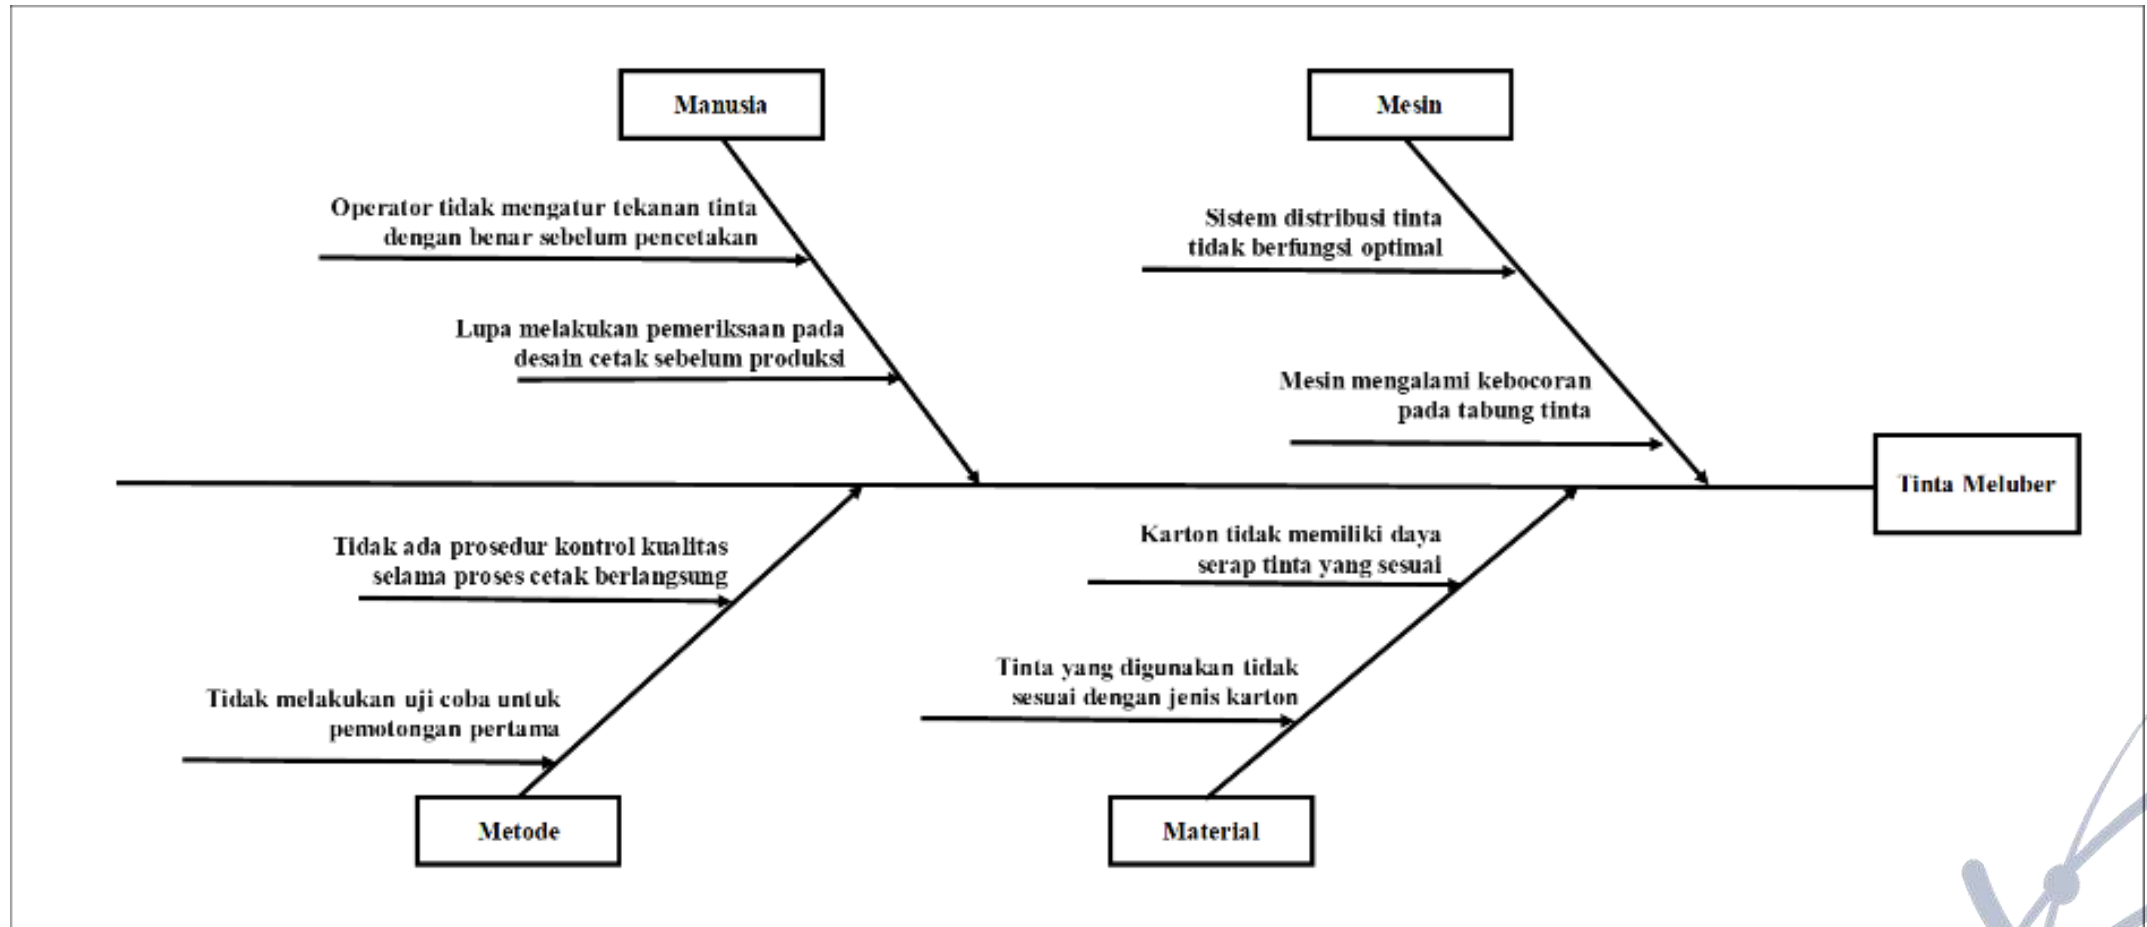 Manusia
Mesin
Operator tidak mengatur tekanan tinta
dengan benar sebelum pencetakan
Sistem distribusi tinta
tidak berfungsi optimal
Lupa melakukan pemeriksaan pada
desain cetak sebelum produksi
Mesin mengalami kebocoran
pada tabung tinta
Tinta Meluber
Tidak ada prosedur kontrol kualitas
selama proses cetak berlangsung
Karton tidak memiliki daya
serap tinta yang sesuai
Tidak melakukan uji coba untuk
pemotongan pertama
Tinta yang digunakan tidak
sesuai dengan jenis karton
Metode
Material